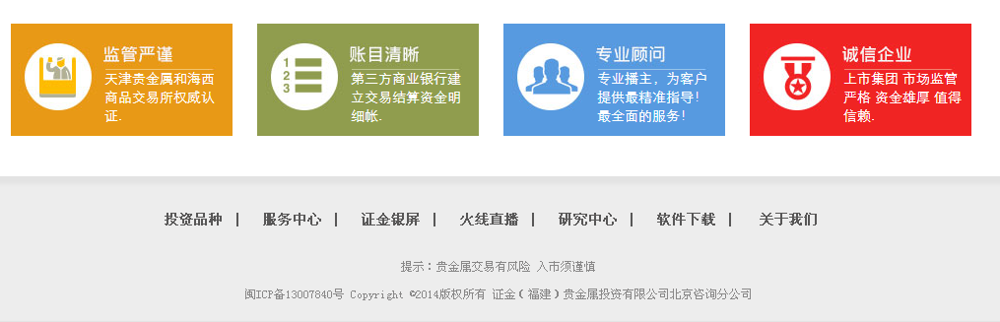 监管严谨
天津贵金属和海西
商品交易所权威认
证.
1
2
3
账目清晰
第三方商业银行建
立交易结算资金明
细帐.
专业顾问
专业播主，为客户
提供最精准指导！
最全面的服务！
诚信企业
上市集团 市场监管
严格 资金雄厚 值得
信赖.
投资品种 | 服务中心 | 证金银屏 | 火线直播 | 研究中心 | 软件下载 | 关于我们
提示：贵金属交易有风险 入市须谨慎
闽ICP备13007840号 Copyright ©2014版权所有 证金（福建）贵金属投资有限公司北京咨询分公司